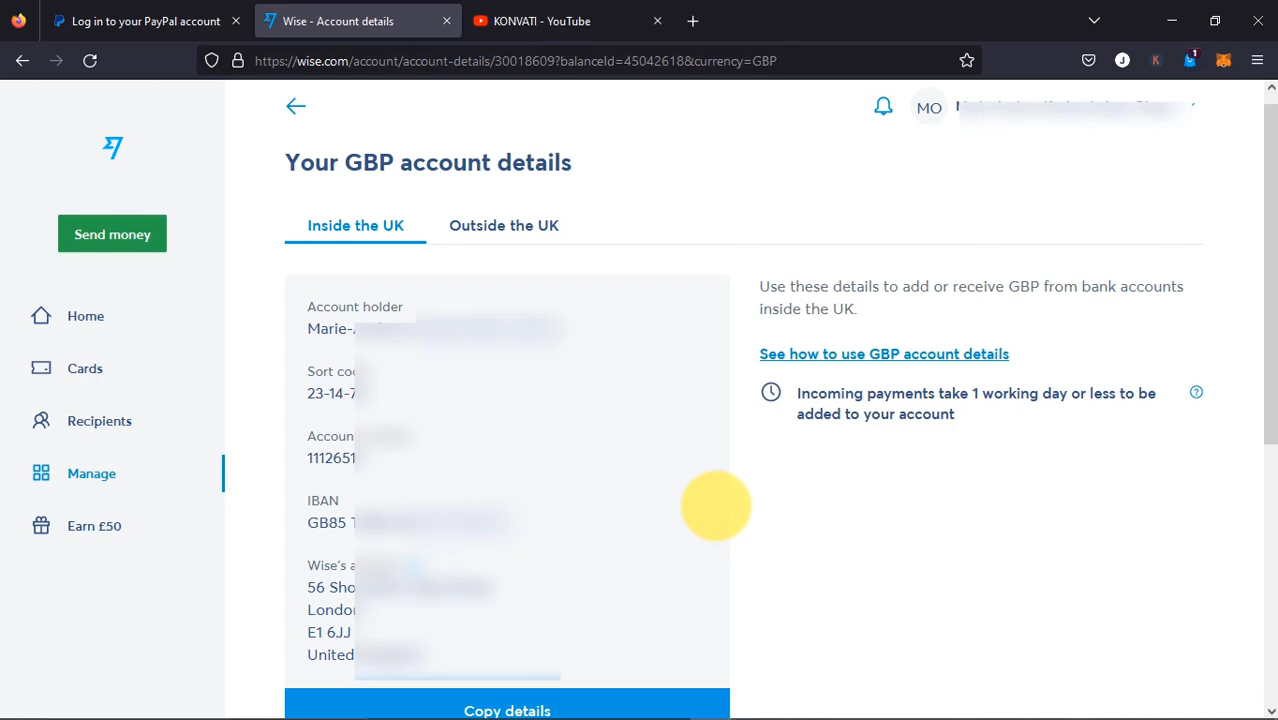 Log in to your PayPal account
Wise - Account details
KONVATI - YouTube
https://wise.com/account/account-details/30018609?balanceId=45042618&currency=GBP
1
J
K
MO
Send money
Home
Cards
Recipients
Manage
Earn £50
Your GBP account details
Inside the UK
Outside the UK
Account holder
Marie-
Sort
23-14-7
1112651
IBAN
GB85
Wise's
56
London
E1 6JJ
United
Copy details
Use these details to add or receive GBP from bank accounts
inside the UK.
See how to use GBP account details
Incoming payments take 1 working day or less to be
added to your account